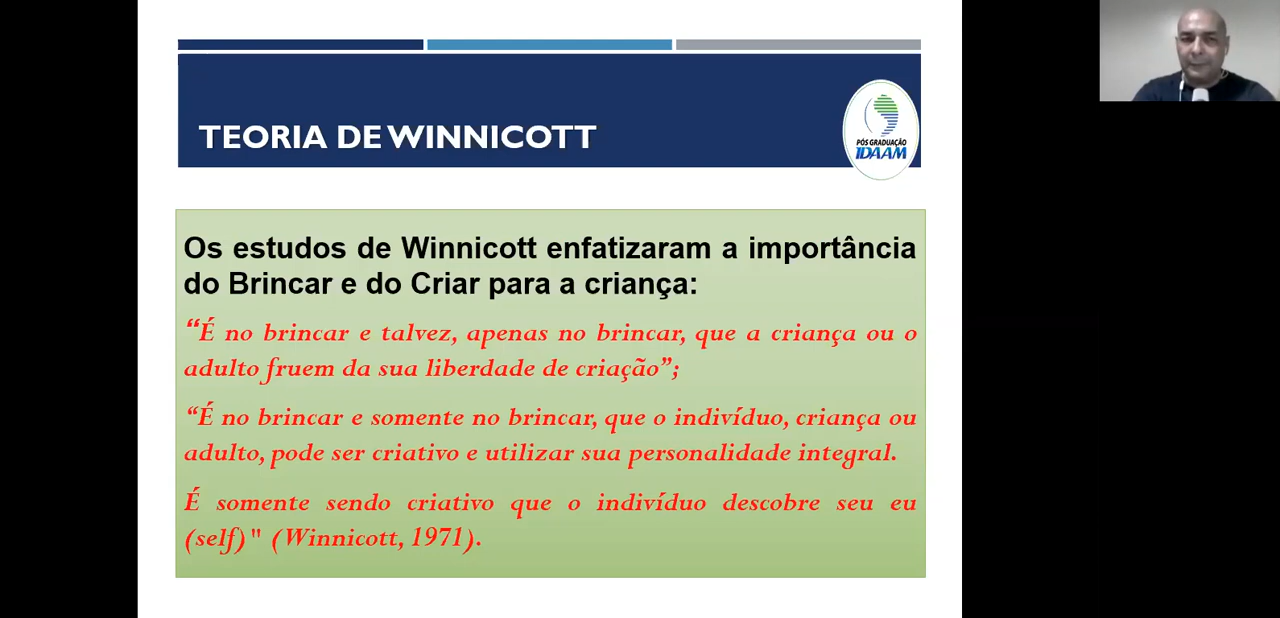 TEORIA DE WINNICOTT
PÓS GRADUAÇÃO
IDAAM
Os estudos de Winnicott enfatizaram a importância
do Brincar e do Criar para a criança:
“É no brincar e talvez, apenas no brincar, que a criança ou o
adulto fruem da sua liberdade de criação”;
“É no brincar e somente no brincar, que o indivíduo, criança ou
adulto, pode ser criativo e utilizar sua personalidade integral.
É somente sendo criativo que o indivíduo descobre seu eu
(self)" (Winnicott, 1971).